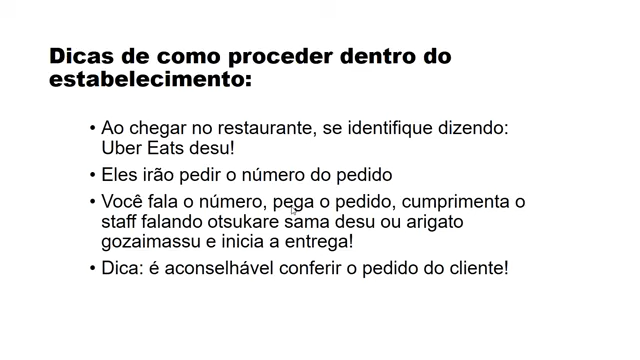 Dicas de como proceder dentro do
estabelecimento:
• Ao chegar no restaurante, se identifique dizendo:
Uber Eats desu!
• Eles irão pedir o número do pedido
• Você fala o número, pega o pedido, cumprimenta o
staff falando otsukare sama desu ou arigato
gozaimassu e inicia a entrega!
• Dica: é aconselhável conferir o pedido do cliente!